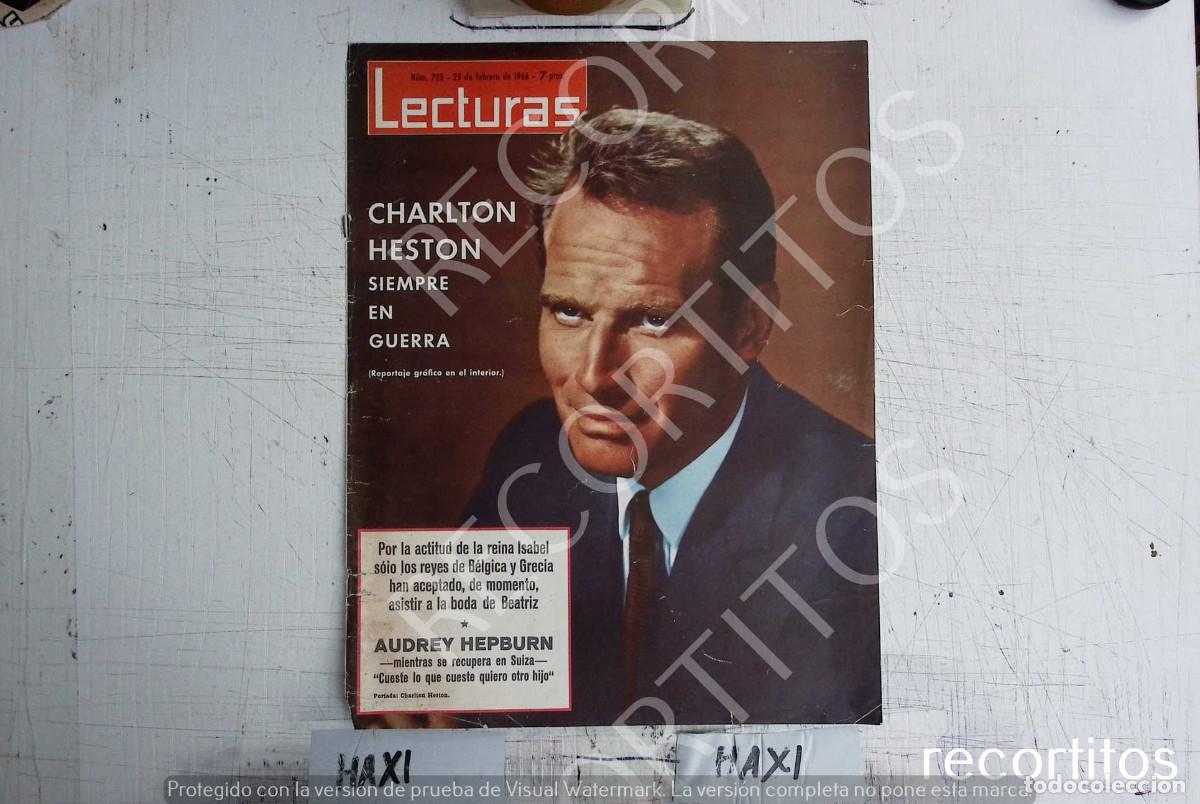 Núm. 723 - 25 de febrero de 1966 - 7 ptas
Lecturas
CHARLTON
HESTON
SIEMPRE
EN
GUERRA
(Reportaje gráfico en el interior.)
Por la actitud de la reina Isabel
sólo los reyes de Bélgica y Grecia
han aceptado, de momento,
asistir a la boda de Beatriz
★
AUDREY HEPBURN
—mientras se recupera en Suiza—
"Cueste lo que cueste quiero otro hijo"
Portada: Charlton Heston.
RECORTITOS
RECORTITOS
HAXI
HAXI
recortitos
todocoleccion
Protegido con la versión de prueba de Visual Watermark. La versión completa no pone esta marca.